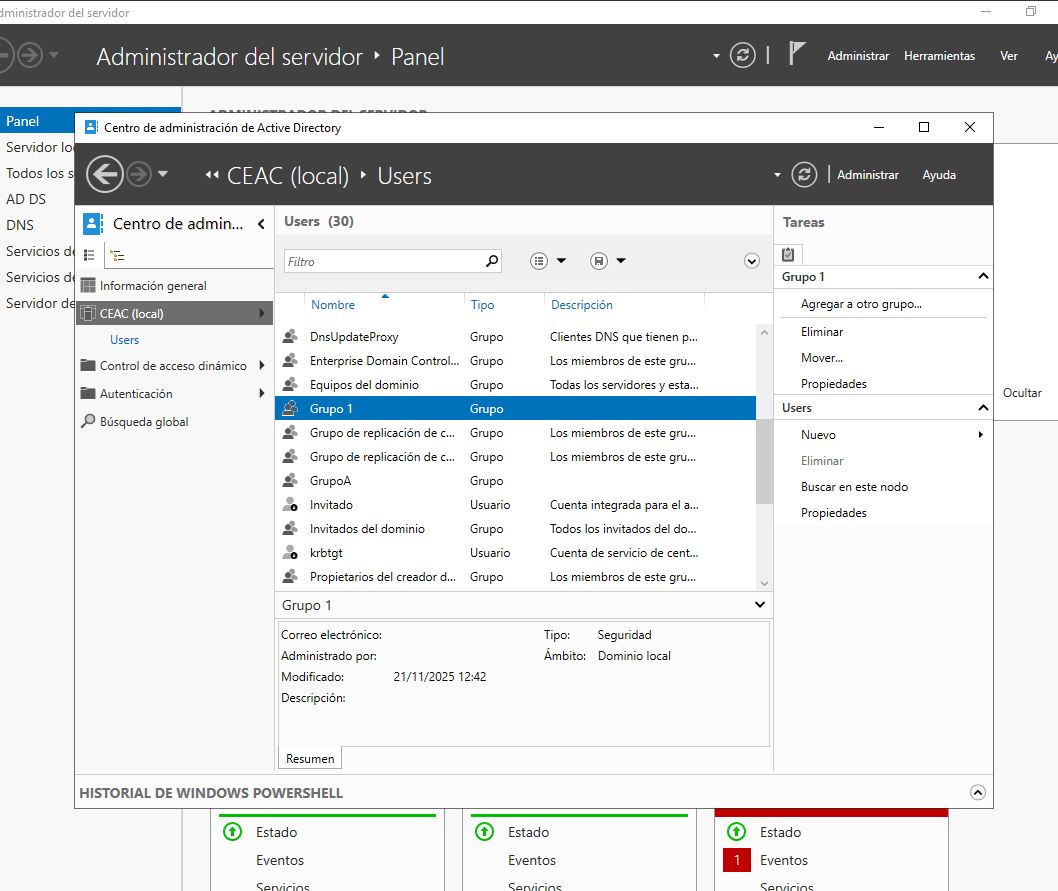 dministrador del servidor
Administrador del servidor ‣ Panel
Administrar Herramientas Ver Ay
ADMINISTRADOR DEL SERVIDOR
Panel
Servidor loc
Todos los s
AD DS
DNS
Servicios de
Servicios de
Servidor de
Centro de administración de Active Directory
CEAC (local) ‣ Users
Administrar Ayuda
Centro de admin...
Información general
CEAC (local)
Users
Control de acceso dinámico
Autenticación
Búsqueda global
Users (30)
Filtro
Nombre Tipo Descripción
DnsUpdateProxy Grupo Clientes DNS que tienen p...
Enterprise Domain Control... Grupo Los miembros de este gru...
Equipos del dominio Grupo Todas los servidores y esta...
Grupo 1 Grupo
Grupo de replicación de c... Grupo Los miembros de este gru...
Grupo de replicación de c... Grupo Los miembros de este gru...
GrupoA Grupo
Invitado Usuario Cuenta integrada para el a...
Invitados del dominio Grupo Todos los invitados del do...
krbtgt Usuario Cuenta de servicio de cent...
Propietarios del creador d... Grupo Los miembros de este gru...
Grupo 1
Correo electrónico: Tipo: Seguridad
Administrado por: Ámbito: Dominio local
Modificado: 21/11/2025 12:42
Descripción:
Resumen
Tareas
Grupo 1
Agregar a otro grupo...
Eliminar
Mover...
Propiedades
Users
Nuevo
Eliminar
Buscar en este nodo
Propiedades
Ocultar
HISTORIAL DE WINDOWS POWERSHELL
Estado Estado Estado
Eventos Eventos 1 Eventos
Servicios Servicios Servicios